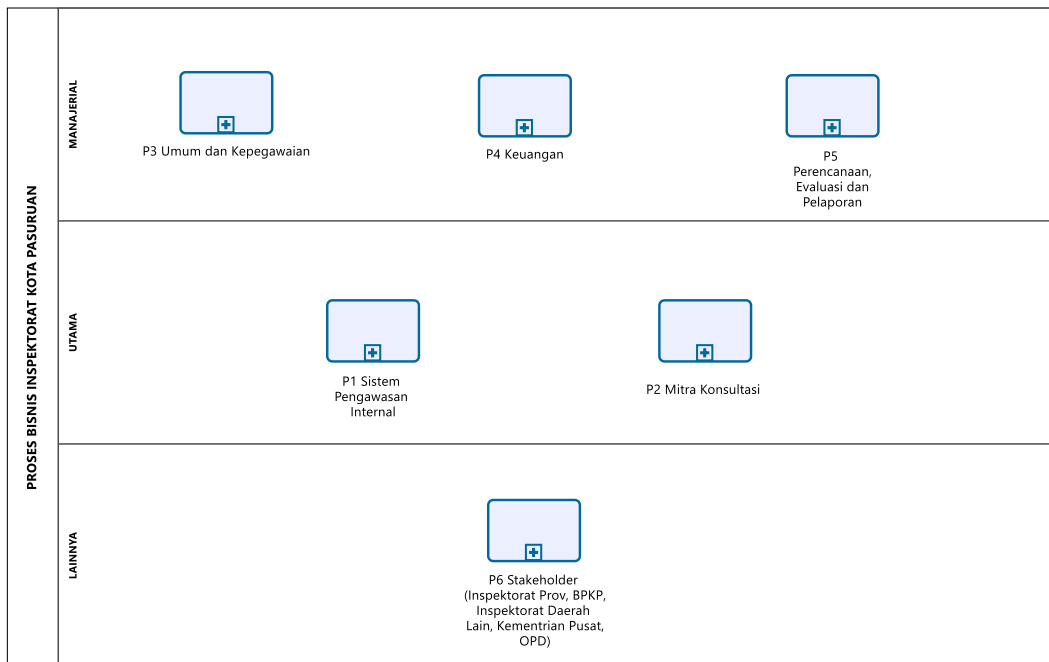 PROSES BISNIS INSPEKTORAT KOTA PASURUAN
MANAJERIAL
P3 Umum dan Kepegawaian
P4 Keuangan
P5
Perencanaan,
Evaluasi dan
Pelaporan
UTAMA
P1 Sistem
Pengawasan
Internal
P2 Mitra Konsultasi
LAINNYA
P6 Stakeholder
(Inspektorat Prov, BPKP,
Inspektorat Daerah
Lain, Kementrian Pusat,
OPD)